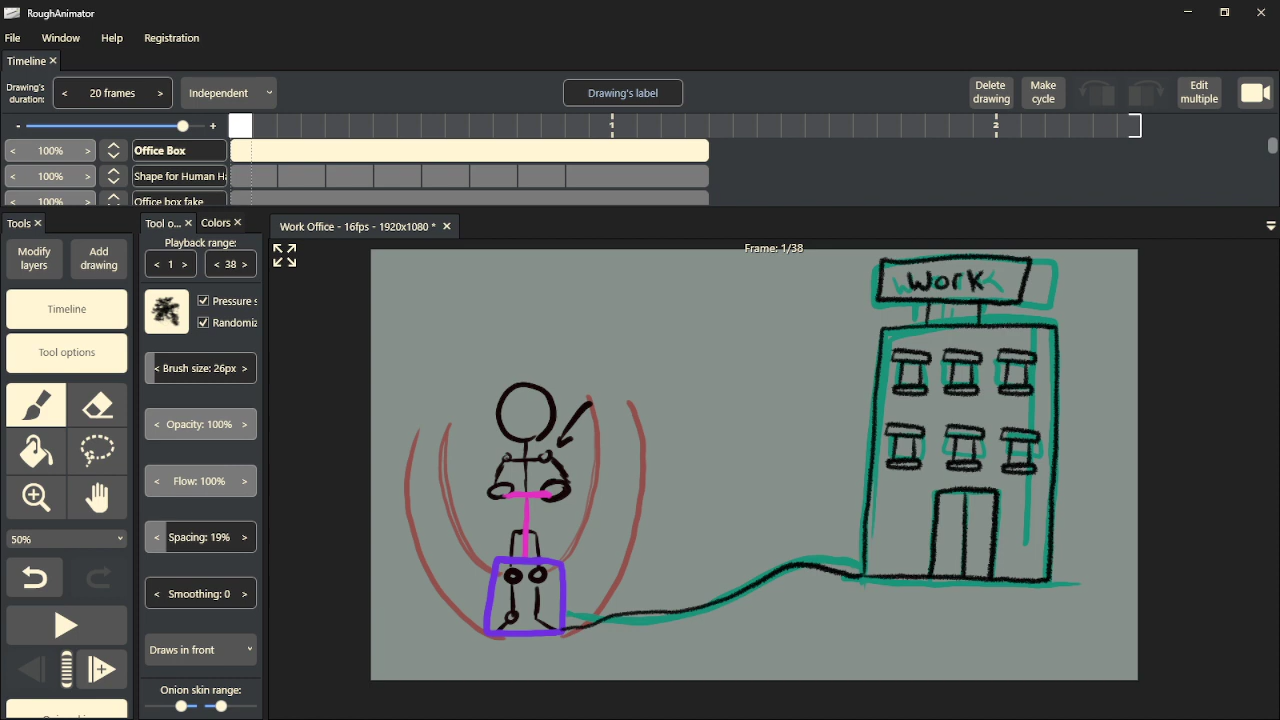 RoughAnimator
File Window Help Registration
Timeline
Drawing's duration: < 20 frames > Independent Drawing's label Delete drawing Make cycle Edit multiple
- + 1 2
< 100% > Office Box
< 100% > Shape for Human Ha
< 100% > Office box fake
Tools Tool o... Colors Work Office - 16fps - 1920x1080 *
Modify layers Add drawing Playback range: Frame: 1/38
< 1 > < 38 >
Timeline Pressure s
Randomiz
Tool options < Brush size: 26px >
< Opacity: 100% >
< Flow: 100% >
50% < Spacing: 19% >
< Smoothing: 0 >
Draws in front
Onion skin range:
Work